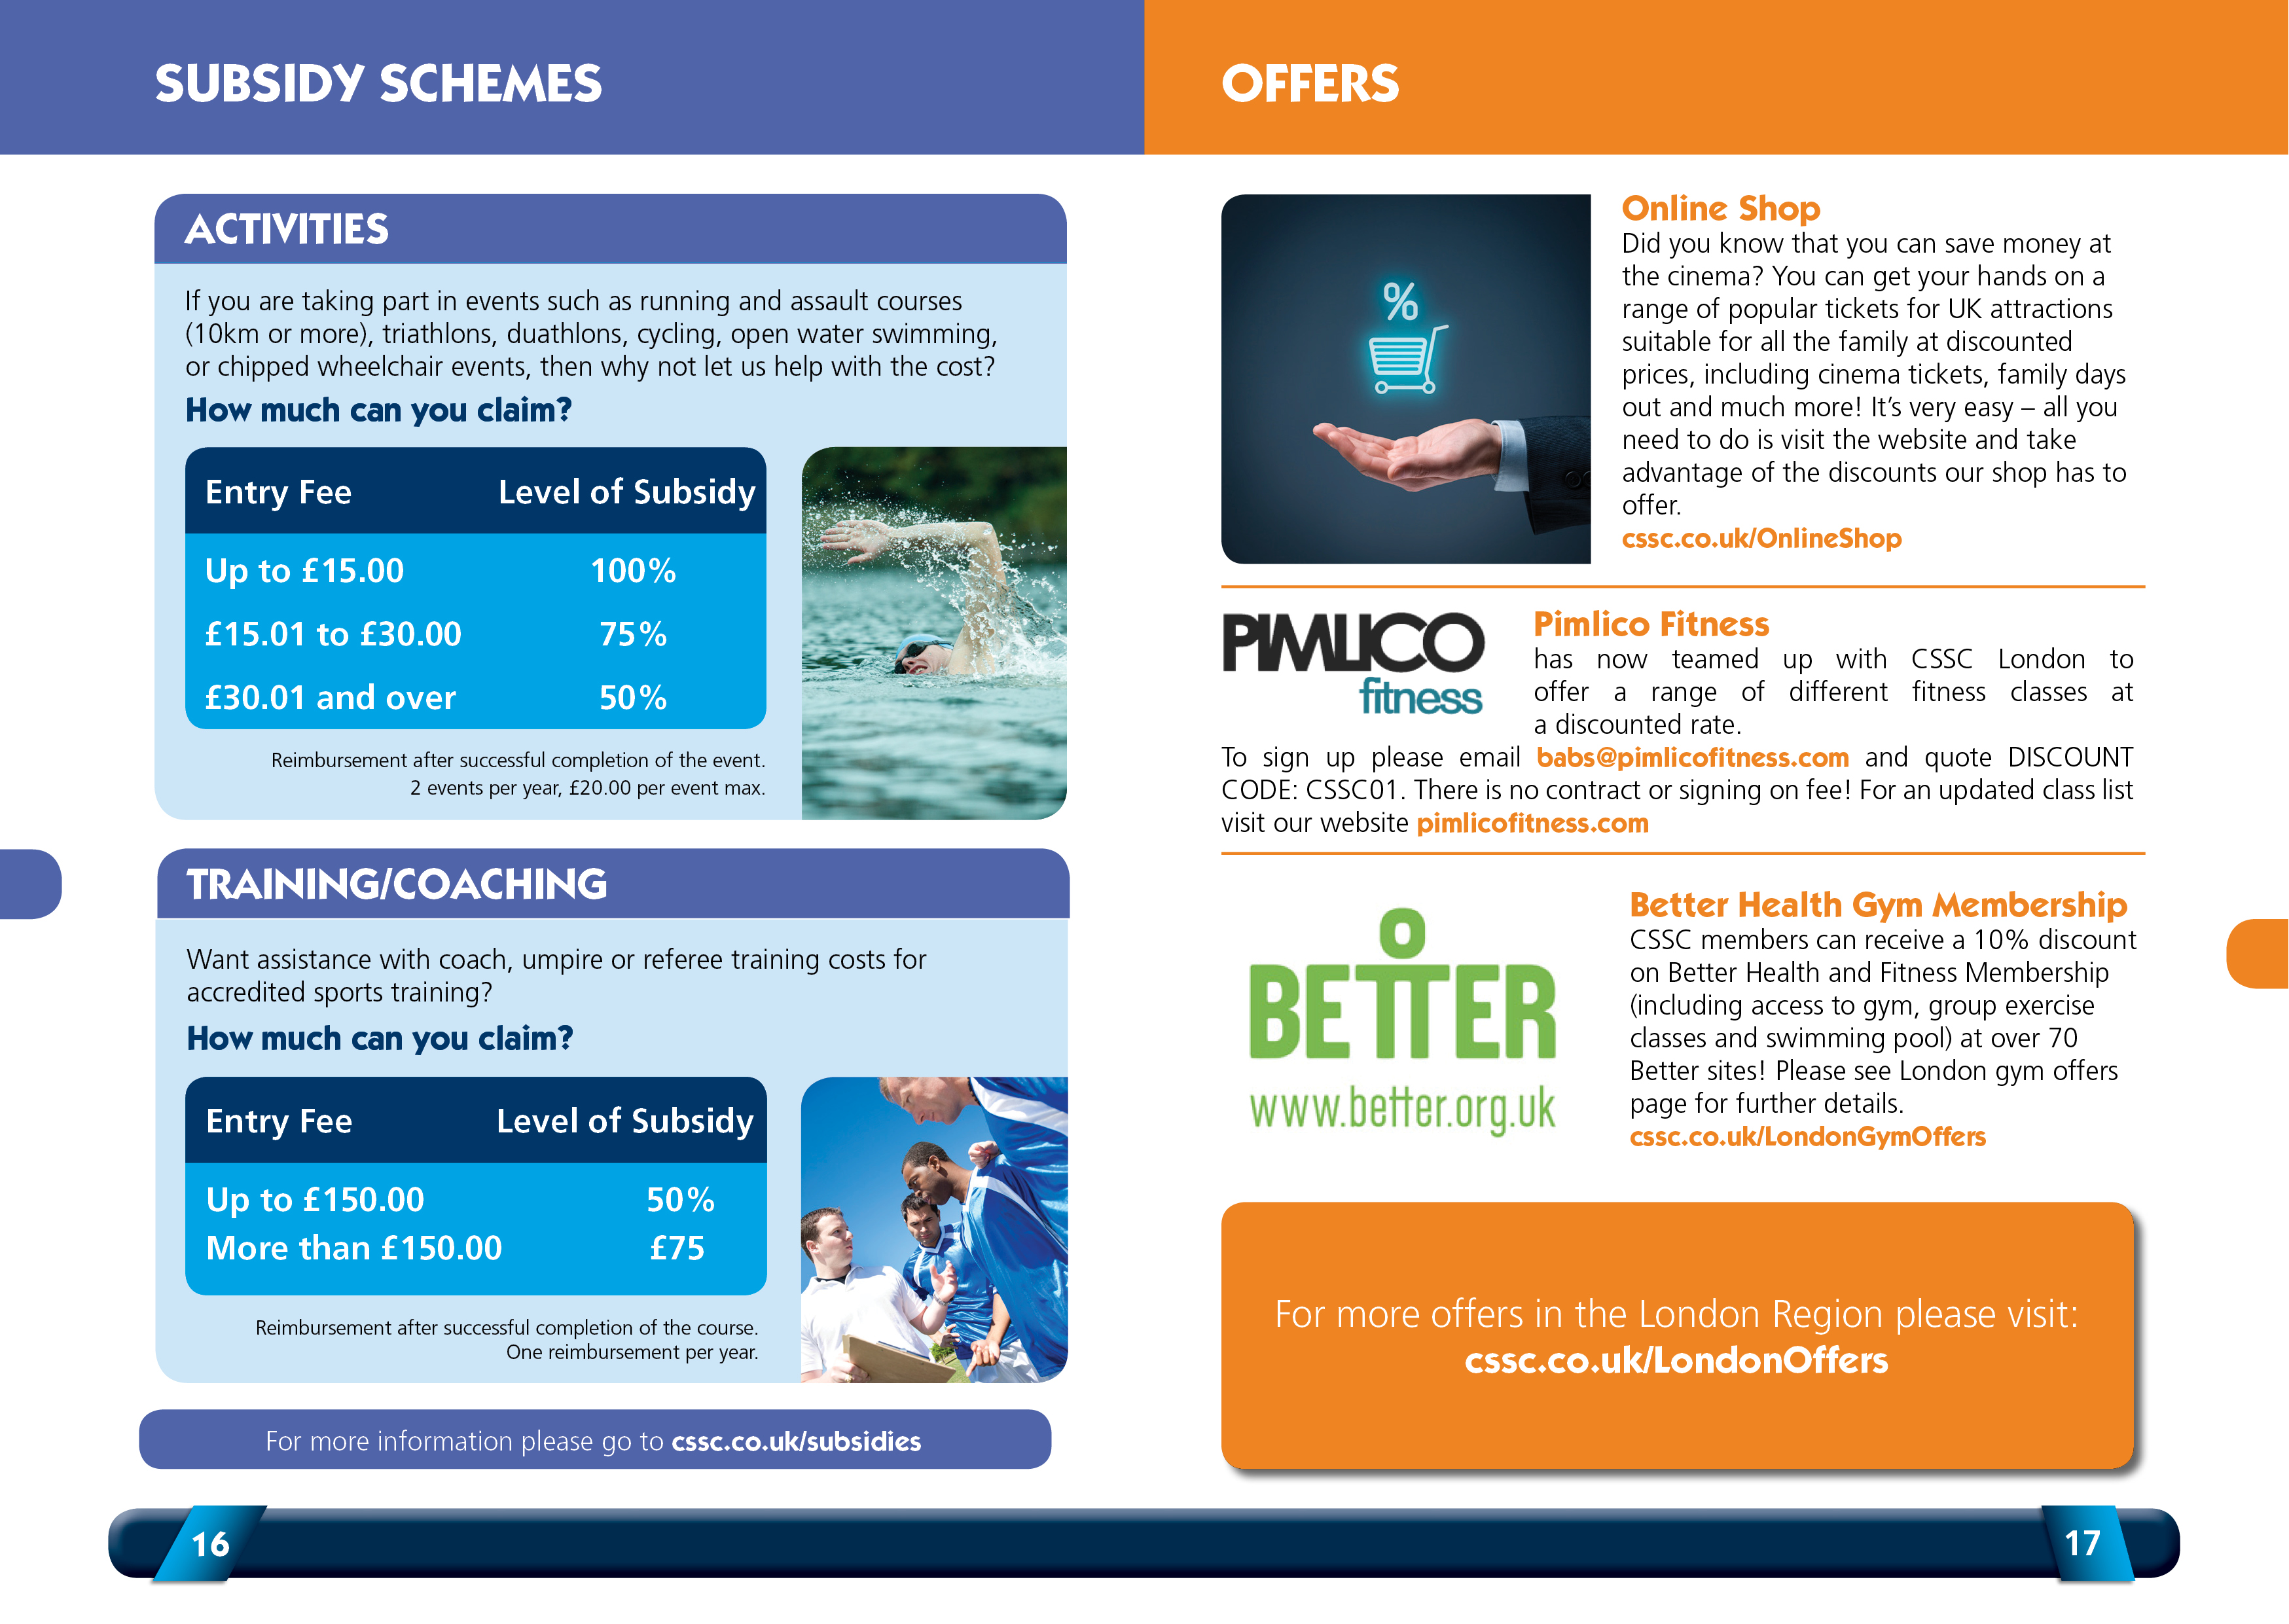 SUBSIDY SCHEMES
ACTIVITIES
If you are taking part in events such as running and assault courses
(10km or more), triathlons, duathlons, cycling, open water swimming,
or chipped wheelchair events, then why not let us help with the cost?
How much can you claim?
Entry Fee Level of Subsidy
Up to £15.00 100%
£15.01 to £30.00 75%
£30.01 and over 50%
Reimbursement after successful completion of the event.
2 events per year, £20.00 per event max.
TRAINING/COACHING
Want assistance with coach, umpire or referee training costs for
accredited sports training?
How much can you claim?
Entry Fee Level of Subsidy
Up to £150.00 50%
More than £150.00 £75
Reimbursement after successful completion of the course.
One reimbursement per year.
For more information please go to cssc.co.uk/subsidies
16
OFFERS
%
Online Shop
Did you know that you can save money at
the cinema? You can get your hands on a
range of popular tickets for UK attractions
suitable for all the family at discounted
prices, including cinema tickets, family days
out and much more! It’s very easy – all you
need to do is visit the website and take
advantage of the discounts our shop has to
offer.
cssc.co.uk/OnlineShop
PIMLICO
fitness
Pimlico Fitness
has now teamed up with CSSC London to
offer a range of different fitness classes at
a discounted rate.
To sign up please email babs@pimlicofitness.com and quote DISCOUNT
CODE: CSSC01. There is no contract or signing on fee! For an updated class list
visit our website pimlicofitness.com
BETTER
www.better.org.uk
Better Health Gym Membership
CSSC members can receive a 10% discount
on Better Health and Fitness Membership
(including access to gym, group exercise
classes and swimming pool) at over 70
Better sites! Please see London gym offers
page for further details.
cssc.co.uk/LondonGymOffers
For more offers in the London Region please visit:
cssc.co.uk/LondonOffers
17